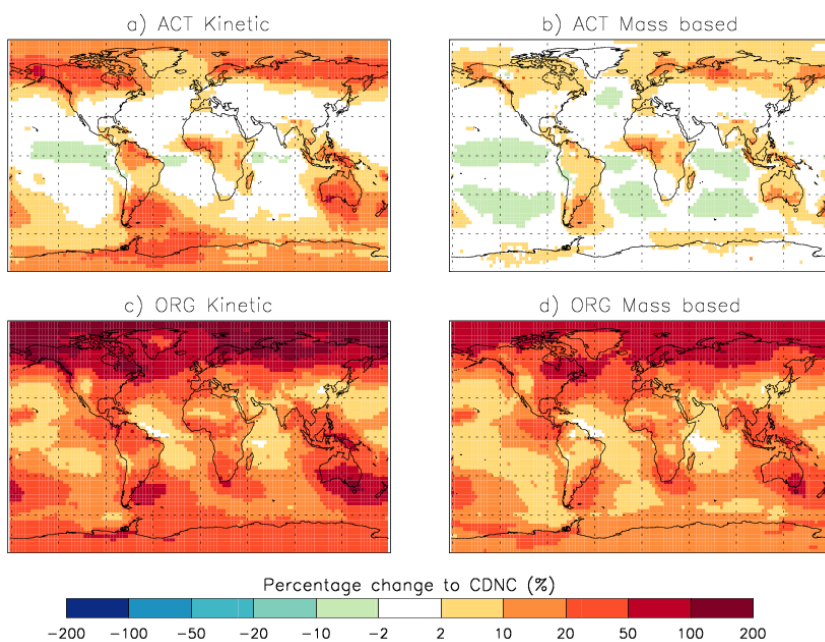 a) ACT Kinetic
b) ACT Mass based
c) ORG Kinetic
d) ORG Mass based
Percentage change to CDNC (%)
-200 -100 -50 -20 -10 -2 2 10 20 50 100 200